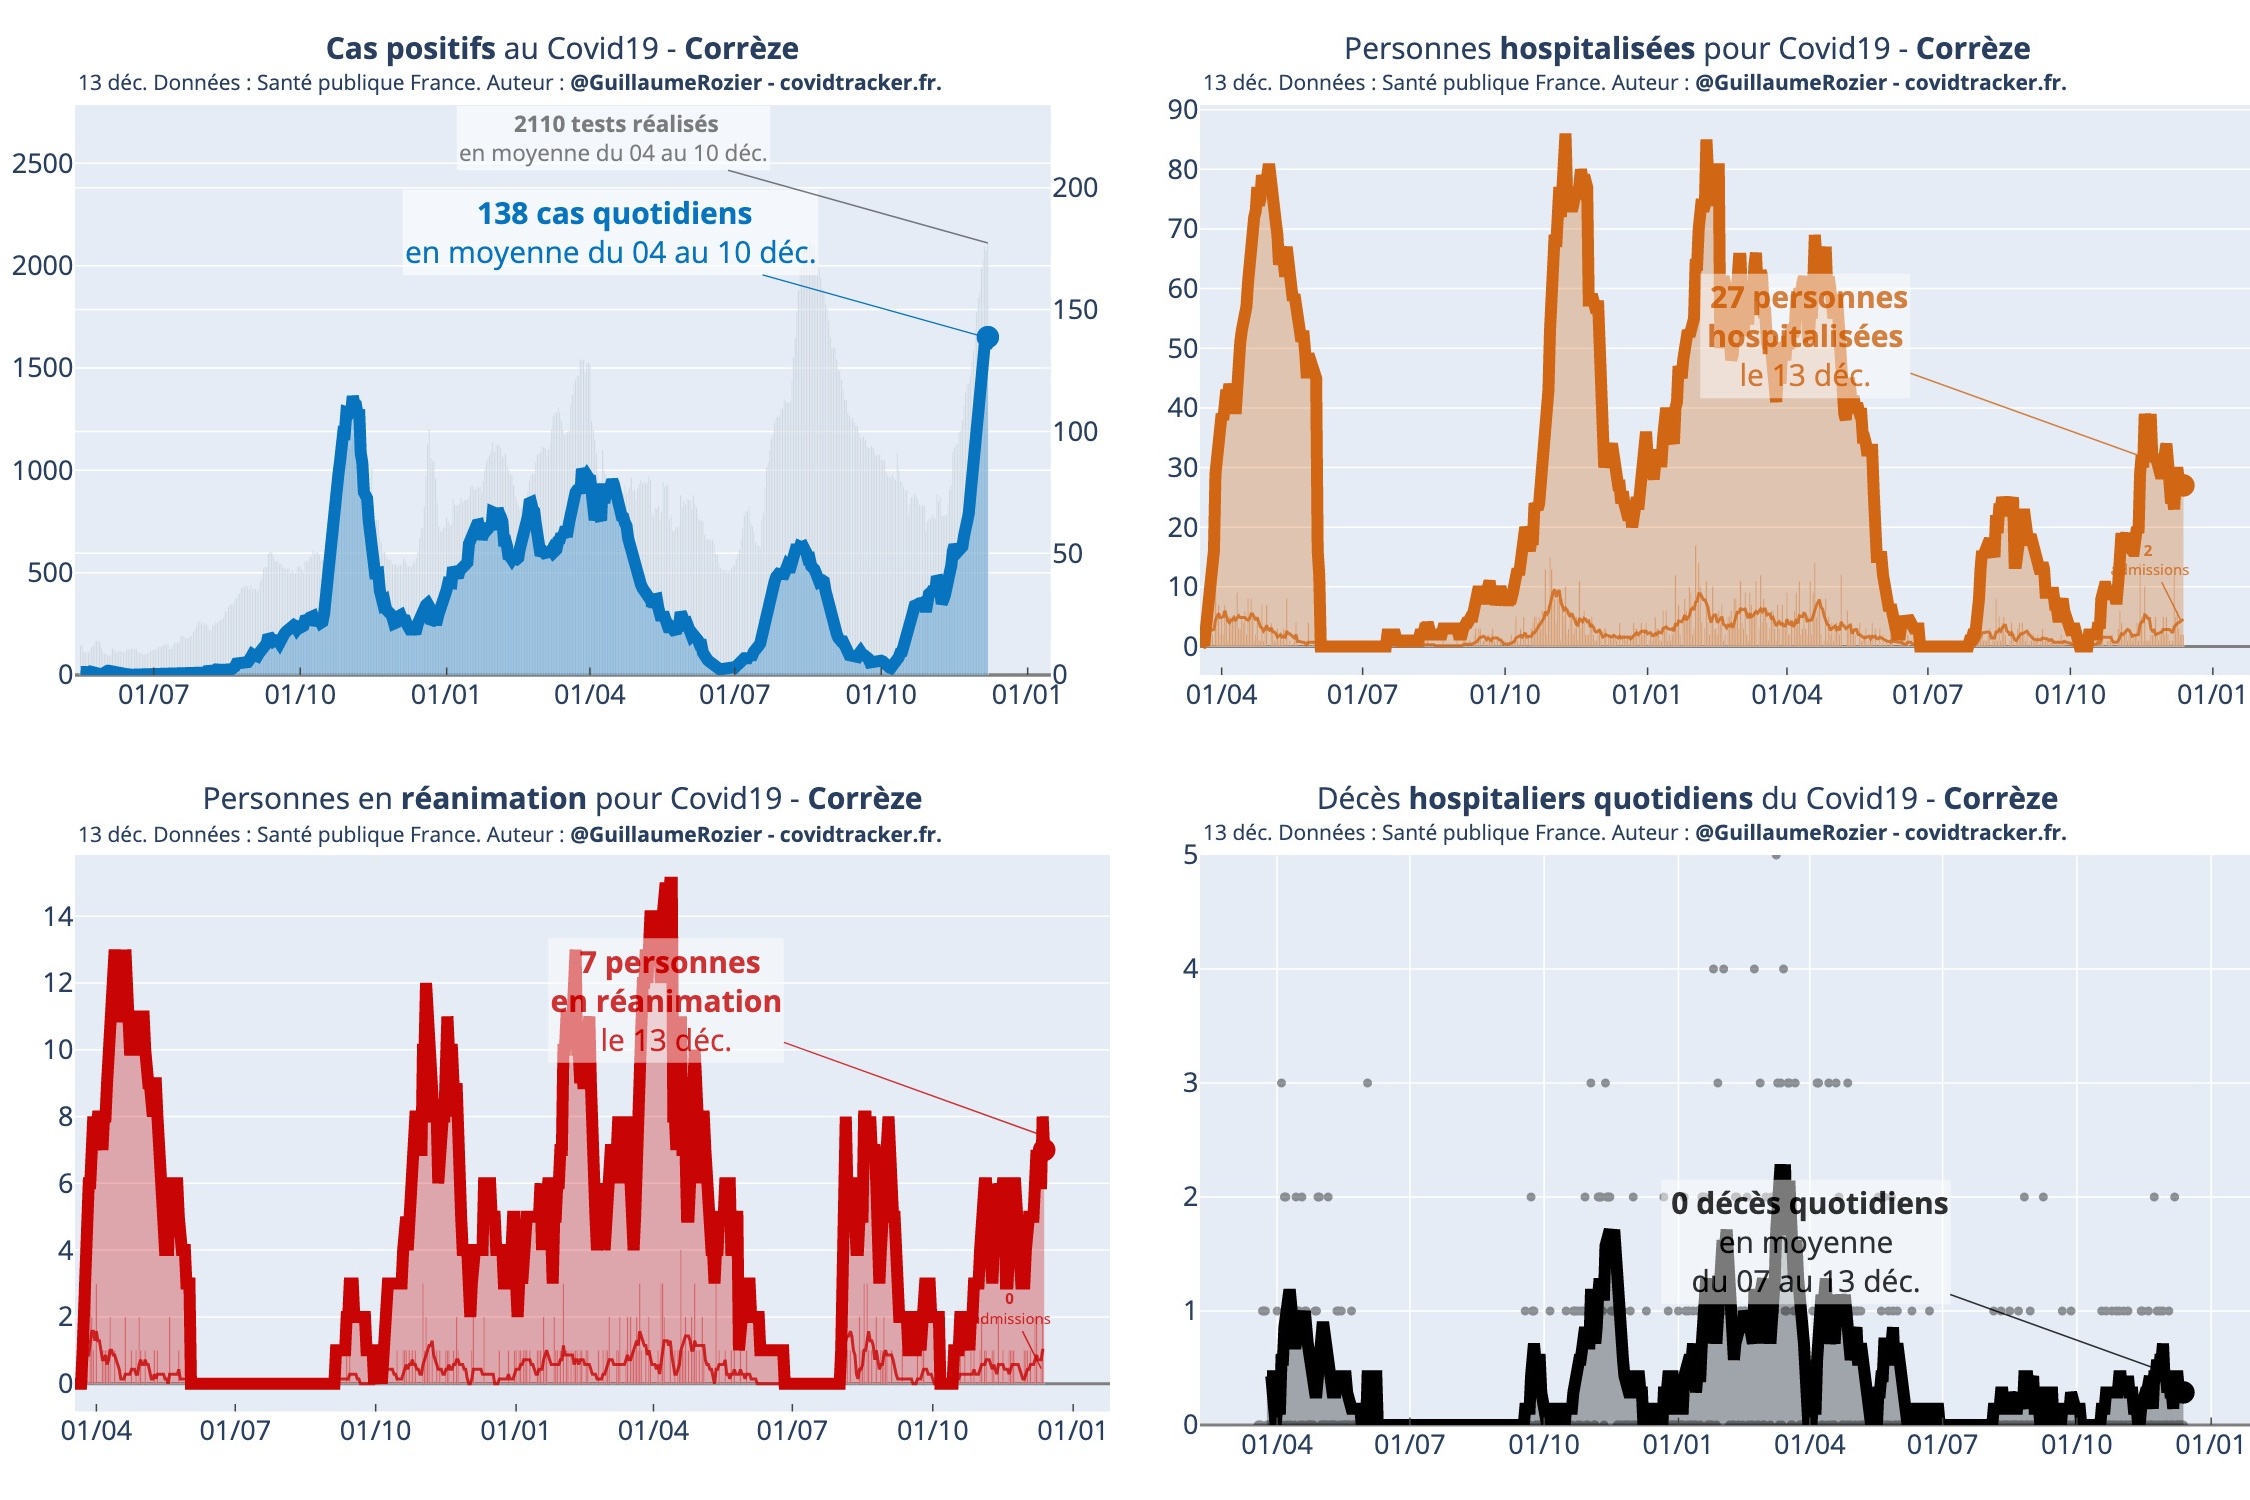 Cas positifs au Covid19 - Corrèze
13 déc. Données : Santé publique France. Auteur : @GuillaumeRozier - covidtracker.fr.
2110 tests réalisés
en moyenne du 04 au 10 déc.
138 cas quotidiens
en moyenne du 04 au 10 déc.
2500
2000
1500
1000
500
0
200
150
100
50
0
01/07 01/10 01/01 01/04 01/07 01/10 01/01
Personnes hospitalisées pour Covid19 - Corrèze
13 déc. Données : Santé publique France. Auteur : @GuillaumeRozier - covidtracker.fr.
90
80
70
60
50
40
30
20
10
0
27 personnes
hospitalisées
le 13 déc.
2
admissions
01/04 01/07 01/10 01/01 01/04 01/07 01/10 01/01
Personnes en réanimation pour Covid19 - Corrèze
13 déc. Données : Santé publique France. Auteur : @GuillaumeRozier - covidtracker.fr.
14
12
10
8
6
4
2
0
7 personnes
en réanimation
le 13 déc.
0
admissions
01/04 01/07 01/10 01/01 01/04 01/07 01/10 01/01
Décès hospitaliers quotidiens du Covid19 - Corrèze
13 déc. Données : Santé publique France. Auteur : @GuillaumeRozier - covidtracker.fr.
5
4
3
2
1
0
0 décès quotidiens
en moyenne
du 07 au 13 déc.
01/04 01/07 01/10 01/01 01/04 01/07 01/10 01/01